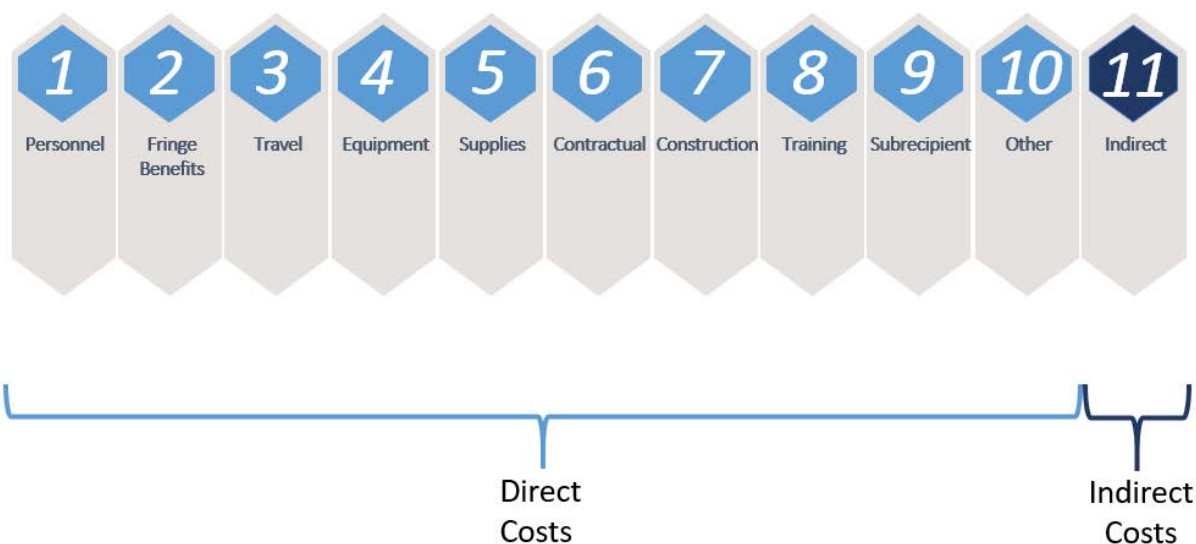 1 2 3 4 5 6 7 8 9 10 11
Personnel Fringe Travel Equipment Supplies Contractual Construction Training Subrecipient Other Indirect
Benefits
Direct Indirect
Costs Costs